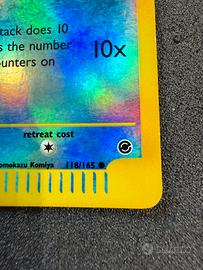 tack does 10
s the number
unters on
10x
retreat cost
omokazu Komiya 118/165